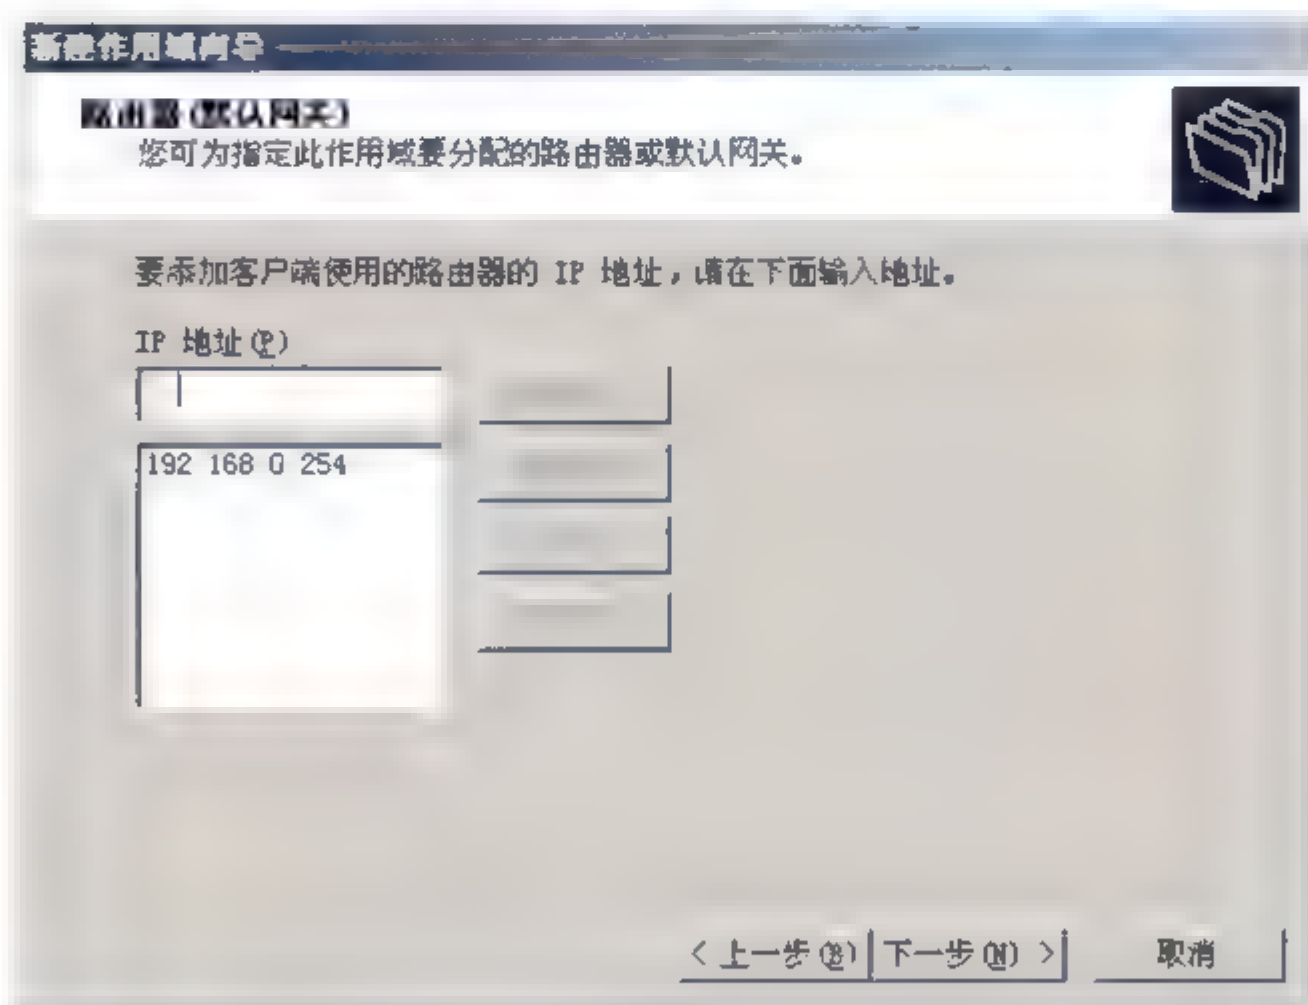 新建作用域向导
路由器(默认网关)
您可为指定此作用域要分配的路由器或默认网关。
要添加客户端使用的路由器的 IP 地址,请在下面输入地址。
IP 地址(P)
192 168 0 254
< 上一步(B) 下一步(N) > 取消